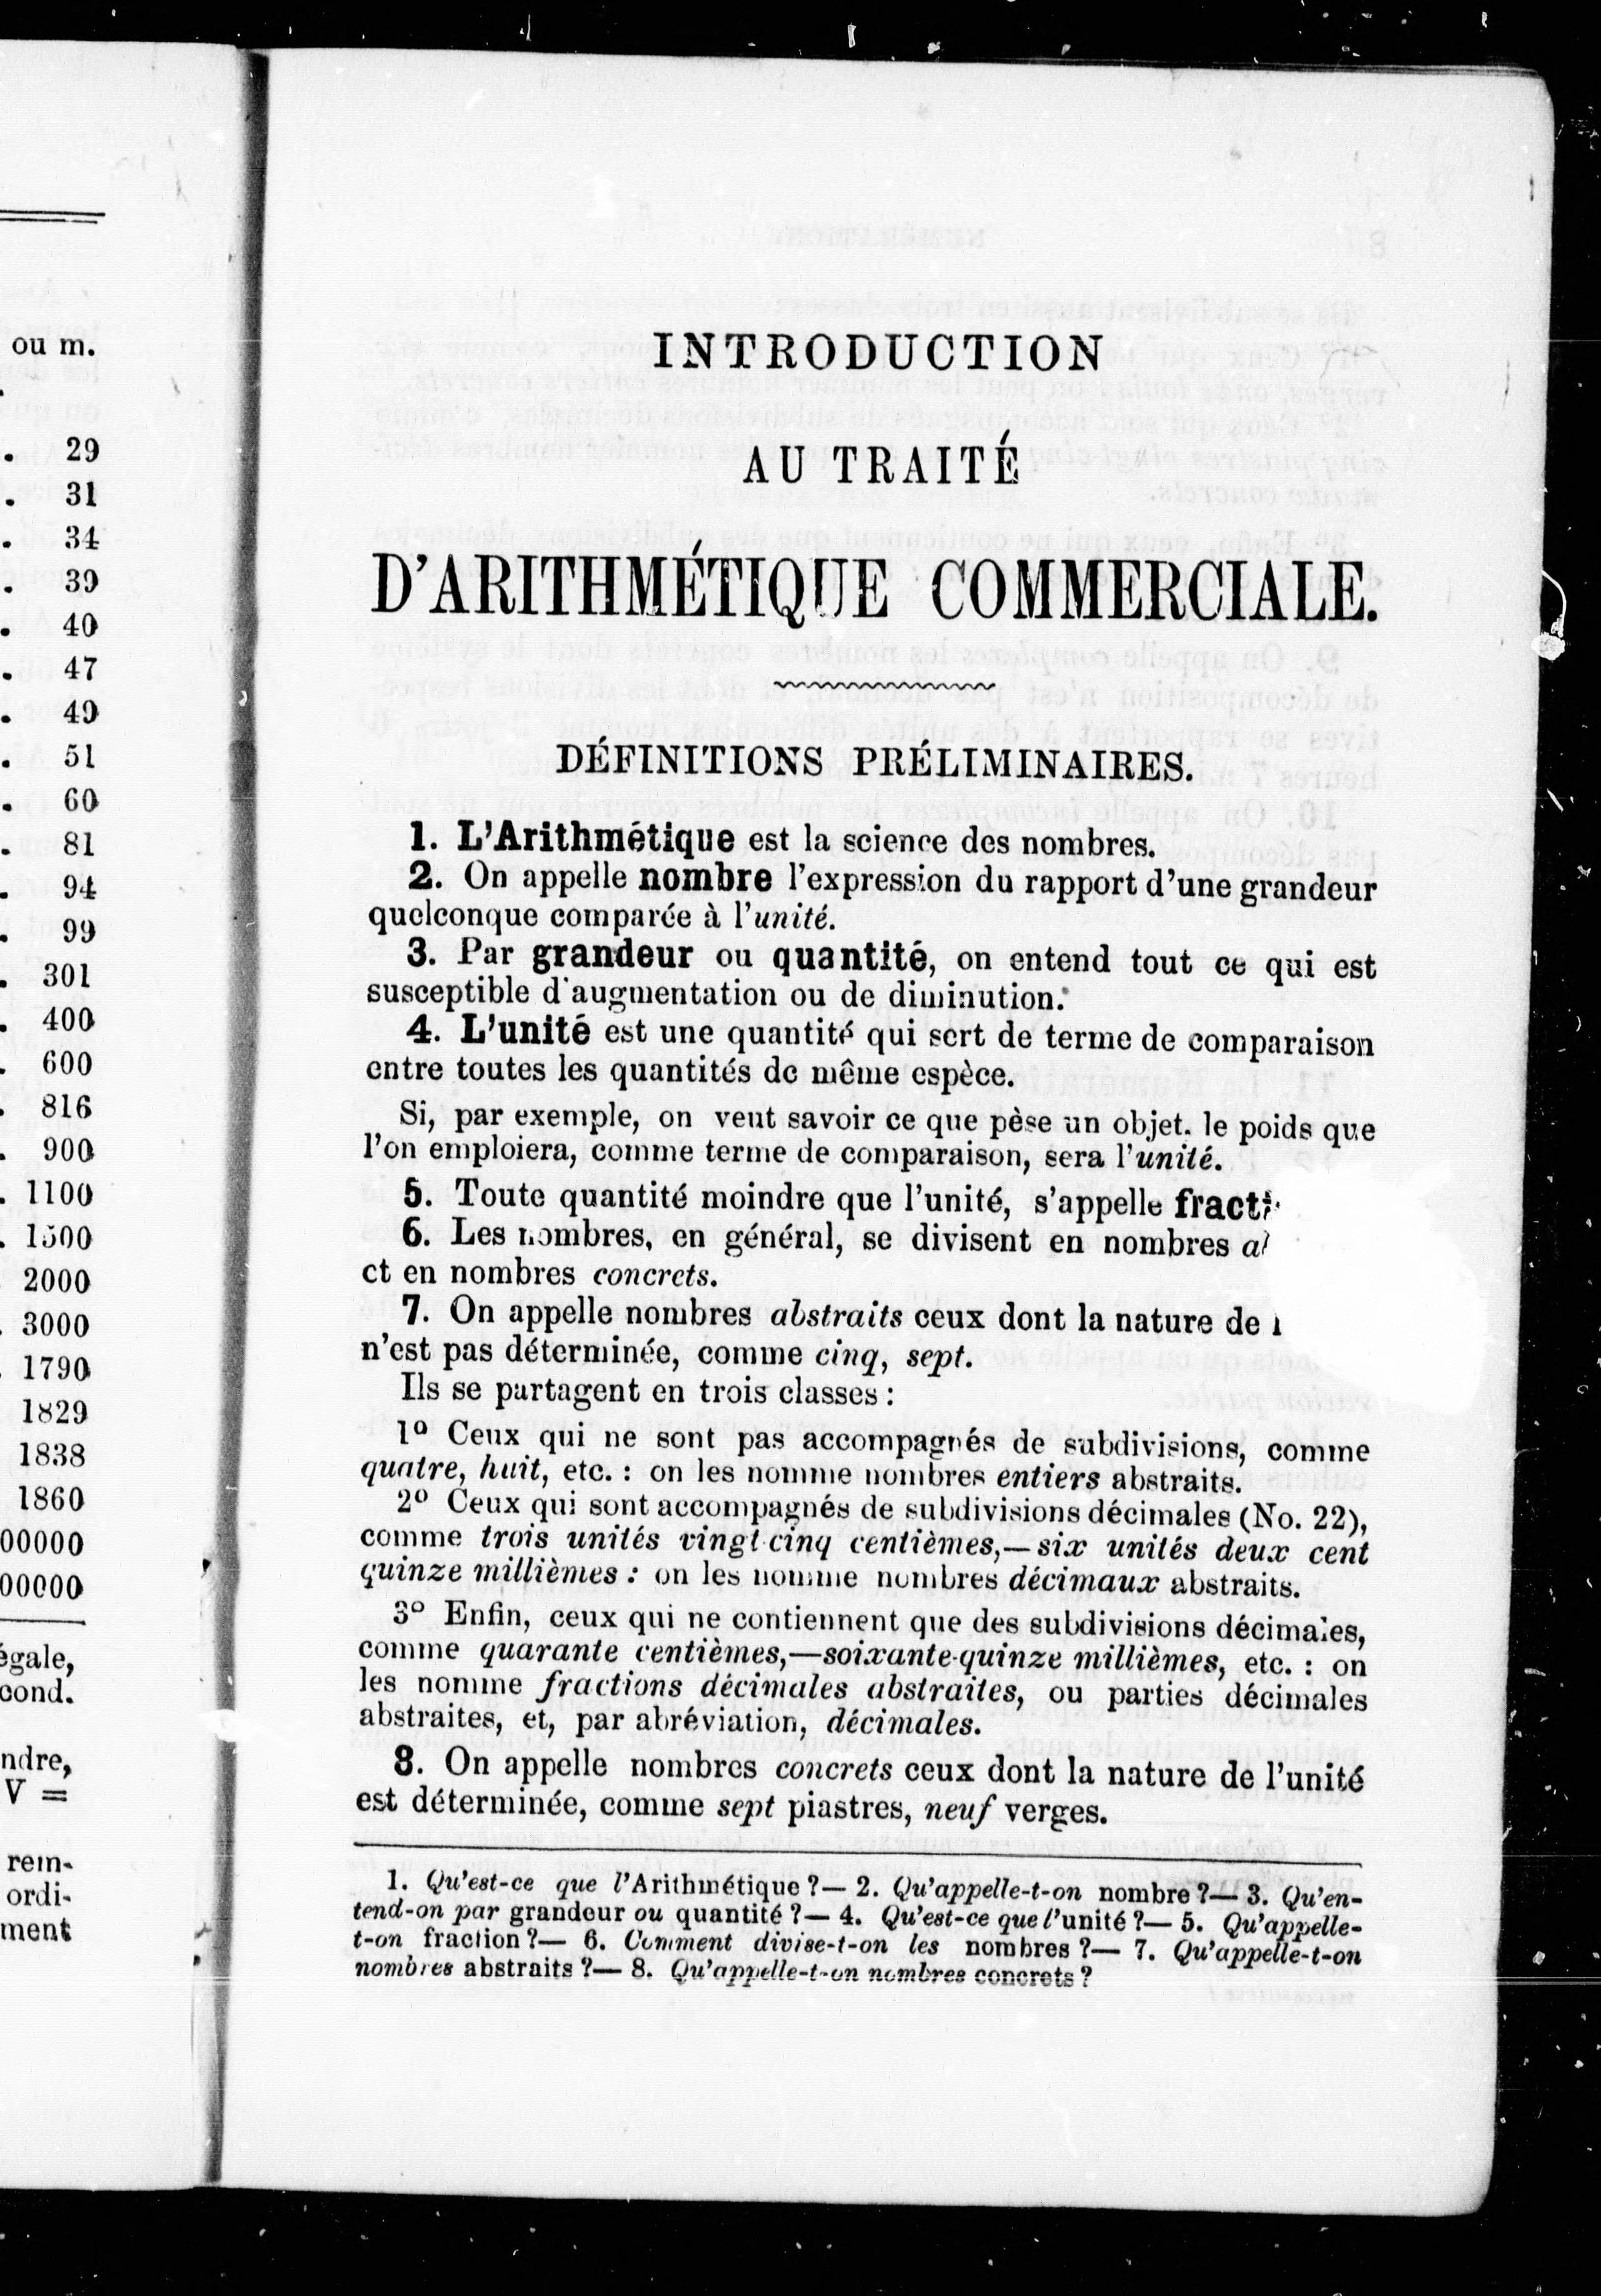 ou m.
. 29
. 31
. 34
. 39
. 40
. 47
. 49
. 51
. 60
. 81
. 94
. 99
. 301
. 400
. 600
. 816
. 900
. 1100
. 1500
2000
3000
1790
1829
1838
1860
00000
00000
égale,
cond.
ndre,
V =
rem-
ordi-
ment
INTRODUCTION
AU TRAITÉ
D'ARITHMÉTIQUE COMMERCIALE.
DÉFINITIONS PRÉLIMINAIRES.
1. L'Arithmétique est la science des nombres.
2. On appelle nombre l'expression du rapport d'une grandeur
quelconque comparée à l'unité.
3. Par grandeur ou quantité, on entend tout ce qui est
susceptible d'augmentation ou de diminution.
4. L'unité est une quantité qui sert de terme de comparaison
entre toutes les quantités de même espèce.
Si, par exemple, on veut savoir ce que pèse un objet. le poids que
l'on emploiera, comme terme de comparaison, sera l'unité.
5. Toute quantité moindre que l'unité, s'appelle
6. Les nombres, en général, se divisent en nombres
et en nombres concrets.
7. On appelle nombres abstraits ceux dont la nature de
n'est pas déterminée, comme cinq, sept.
Ils se partagent en trois classes :
1º Ceux qui ne sont pas accompagnés de subdivisions, comme
quatre, huit, etc. : on les nomme nombres entiers abstraits.
2º Ceux qui sont accompagnés de subdivisions décimales (No. 22),
comme trois unités vingt cinq centièmes,—six unités deux cent
quinze millièmes : on les nomme nombres décimaux abstraits.
3º Enfin, ceux qui ne contiennent que des subdivisions décimales,
comme quarante centièmes,—soixante-quinze millièmes, etc. : on
les nomme fractions décimales abstraites, ou parties décimales
abstraites, et, par abréviation, décimales.
8. On appelle nombres concrets ceux dont la nature de l'unité
est déterminée, comme sept piastres, neuf verges.
1. Qu'est-ce que l'Arithmétique ?— 2. Qu'appelle-t-on nombre ?— 3. Qu'en-
tend-on par grandeur ou quantité ?— 4. Qu'est-ce que l'unité ?— 5. Qu'appelle-
t-on fraction ?— 6. Comment divise-t-on les nombres ?— 7. Qu'appelle-t-on
nombres abstraits ?— 8. Qu'appelle-t-on nombres concrets ?